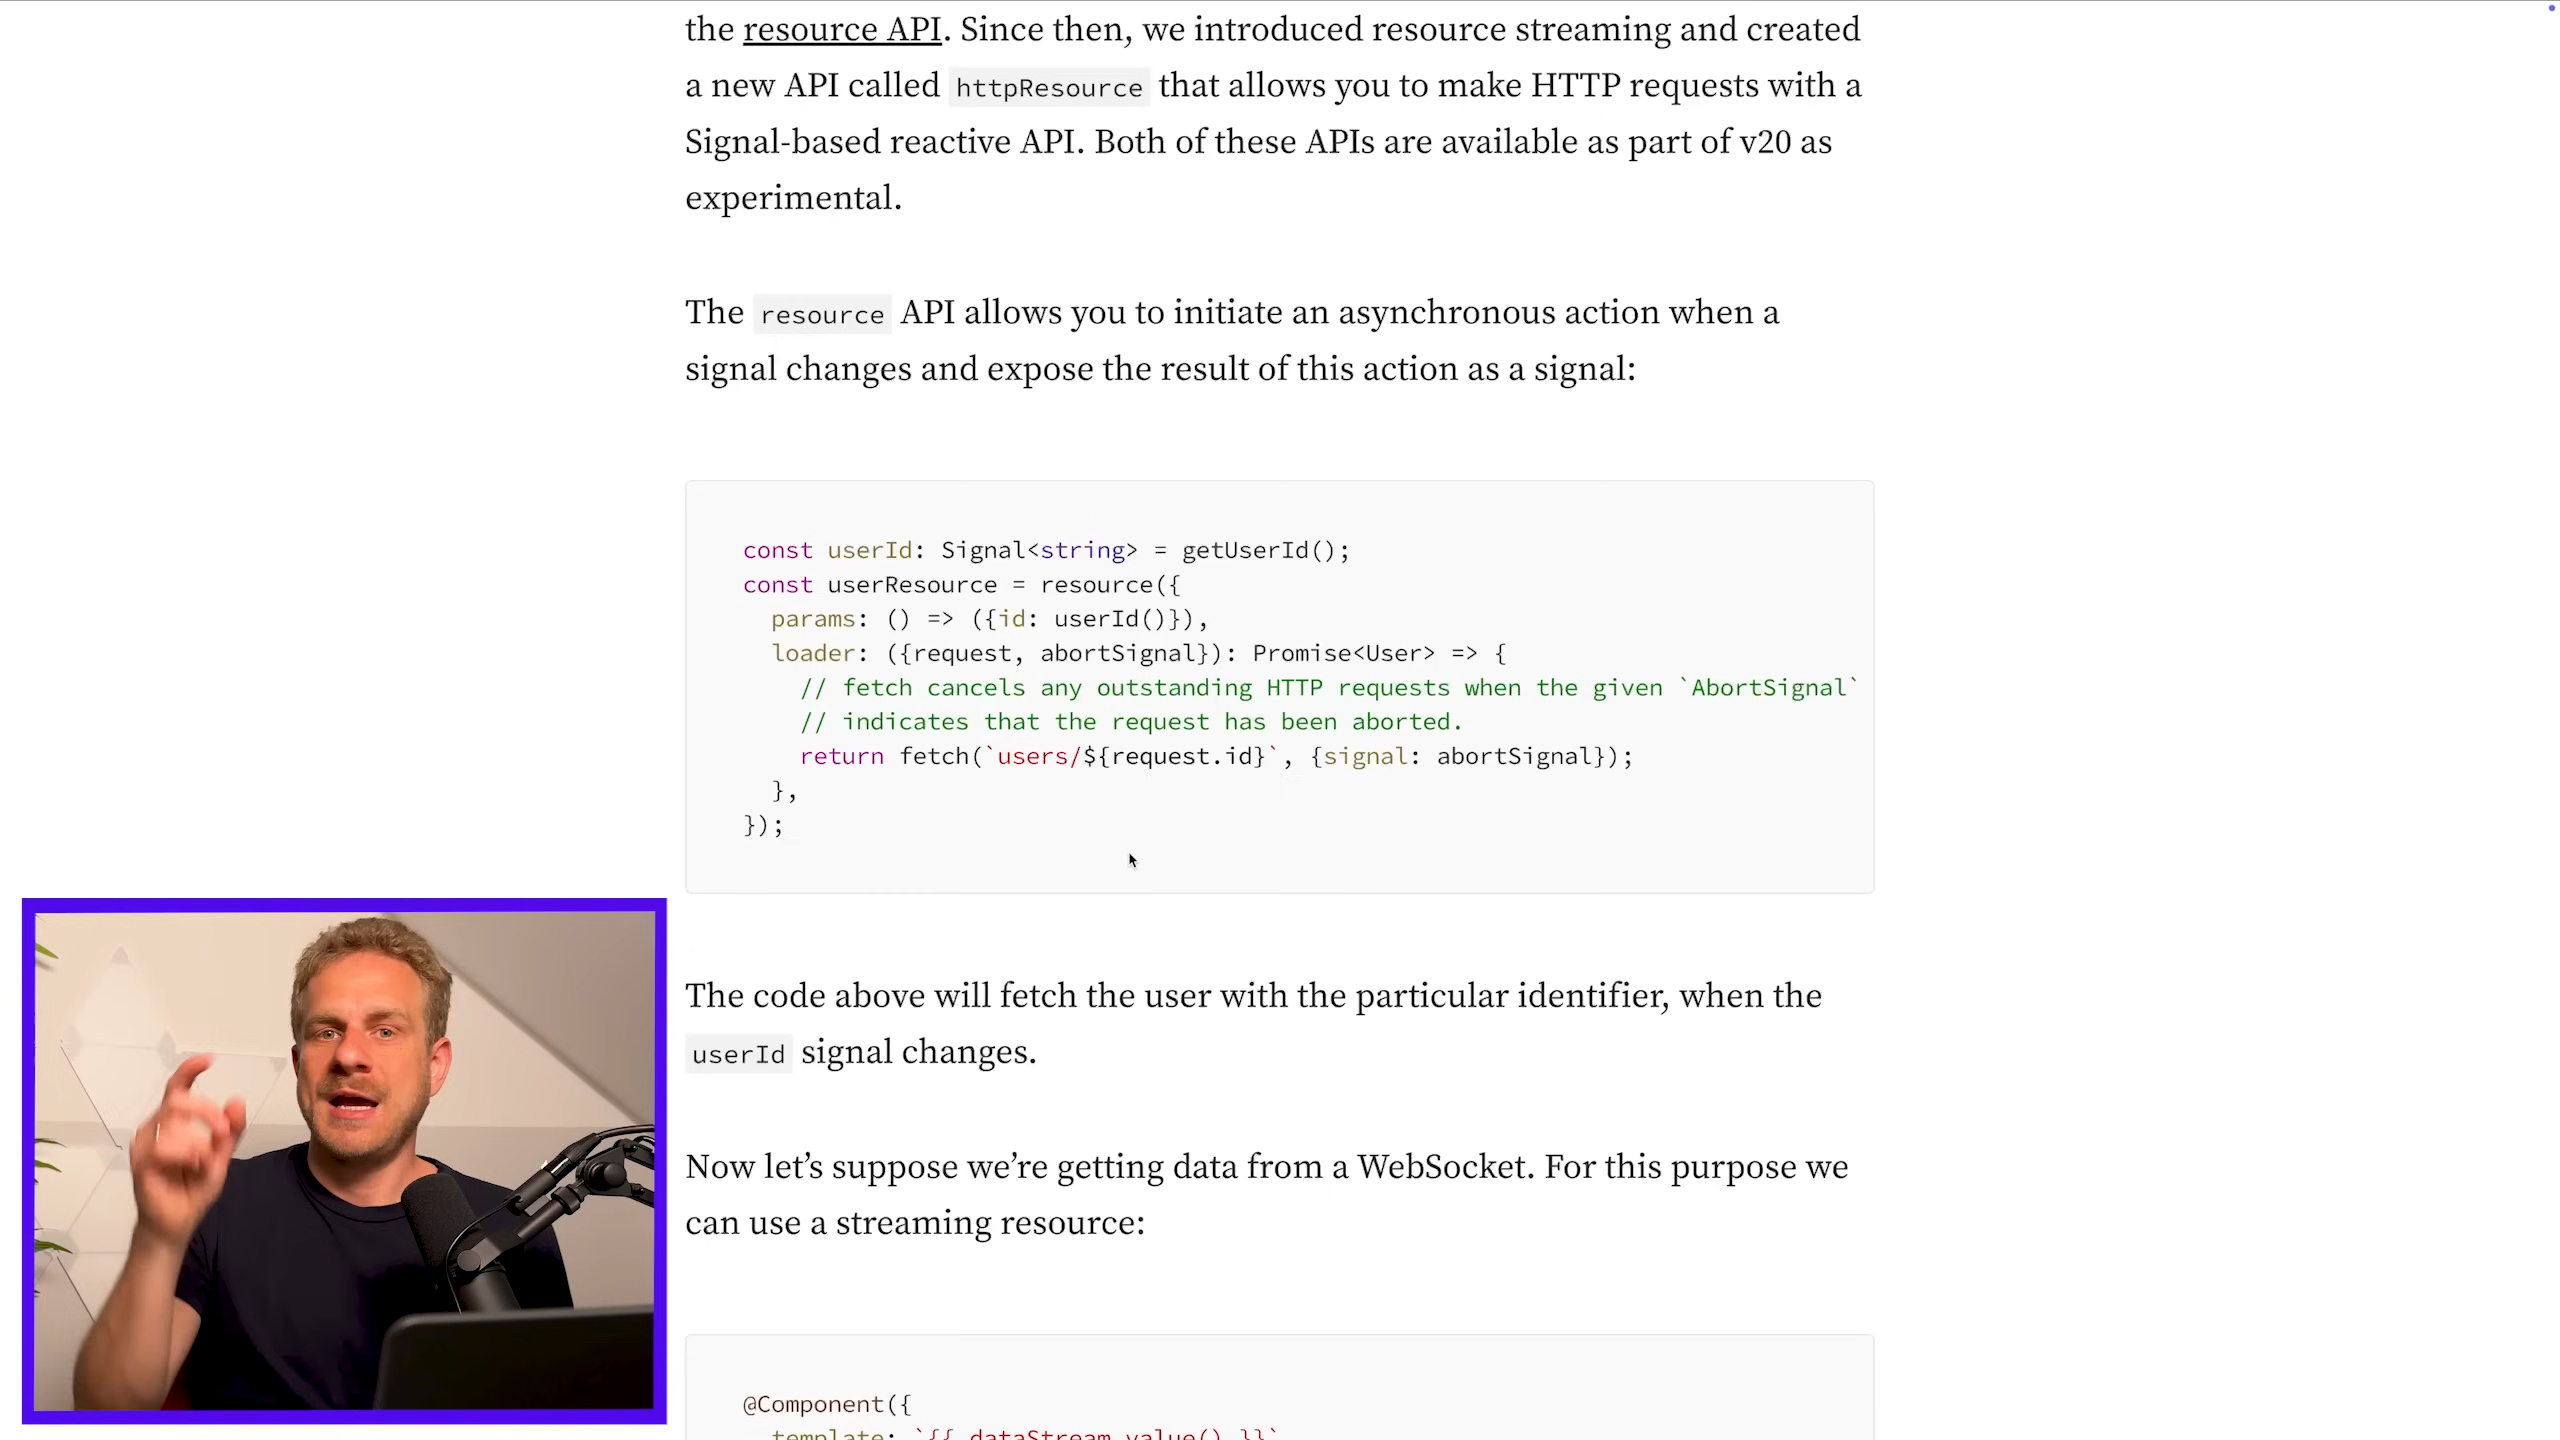 the resource API. Since then, we introduced resource streaming and created
a new API called httpResource that allows you to make HTTP requests with a
Signal-based reactive API. Both of these APIs are available as part of v20 as
experimental.
The resource API allows you to initiate an asynchronous action when a
signal changes and expose the result of this action as a signal:
const userId: Signal<string> = getUserId();
const userResource = resource({
  params: () => ({id: userId()}),
  loader: ({request, abortSignal}): Promise<User> => {
    // fetch cancels any outstanding HTTP requests when the given `AbortSignal`
    // indicates that the request has been aborted.
    return fetch(`users/${request.id}`, {signal: abortSignal});
  },
});
The code above will fetch the user with the particular identifier, when the
userId signal changes.
Now let’s suppose we’re getting data from a WebSocket. For this purpose we
can use a streaming resource:
@Component({
  template: `{{ dataStream.value() }}`